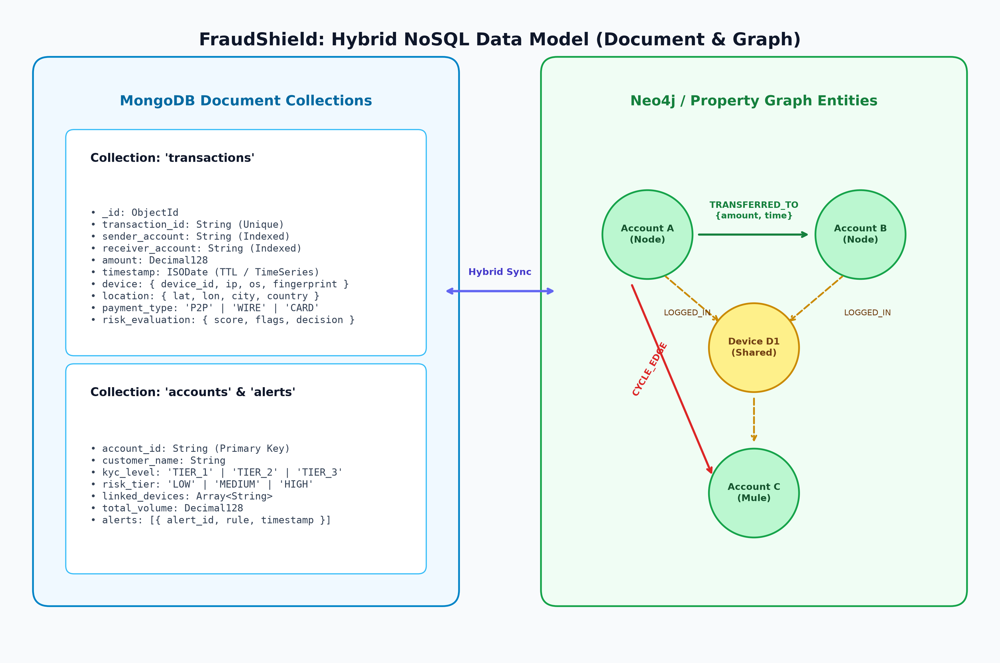 FraudShield: Hybrid NoSQL Data Model (Document & Graph)
MongoDB Document Collections
Collection: 'transactions'
• _id: ObjectId
• transaction_id: String (Unique)
• sender_account: String (Indexed)
• receiver_account: String (Indexed)
• amount: Decimal128
• timestamp: ISODate (TTL / TimeSeries)
• device: { device_id, ip, os, fingerprint }
• location: { lat, lon, city, country }
• payment_type: 'P2P' | 'WIRE' | 'CARD'
• risk_evaluation: { score, flags, decision }
Collection: 'accounts' & 'alerts'
• account_id: String (Primary Key)
• customer_name: String
• kyc_level: 'TIER_1' | 'TIER_2' | 'TIER_3'
• risk_tier: 'LOW' | 'MEDIUM' | 'HIGH'
• linked_devices: Array<String>
• total_volume: Decimal128
• alerts: [{ alert_id, rule, timestamp }]
Hybrid Sync
Neo4j / Property Graph Entities
Account A
(Node)
TRANSFERRED_TO
{amount, time}
Account B
(Node)
LOGGED_IN
LOGGED_IN
Device D1
(Shared)
CYCLE_EDGE
Account C
(Mule)